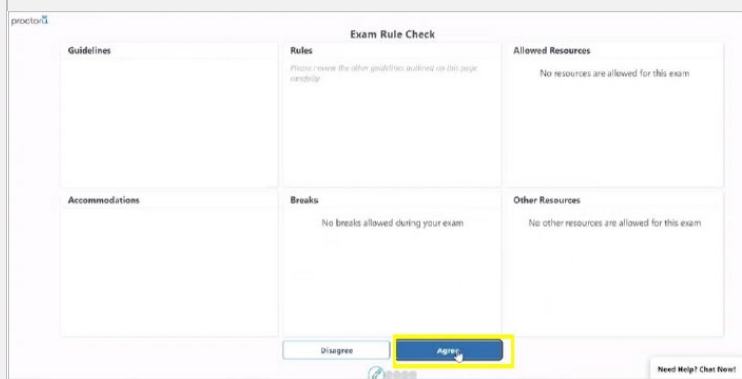 proctorU
Exam Rule Check
Guidelines
Rules
Please review the other guidelines outlined on this page
carefully
Allowed Resources
No resources are allowed for this exam
Accommodations
Breaks
No breaks allowed during your exam
Other Resources
No other resources are allowed for this exam
Disagree
Agree
Need Help? Chat Now!